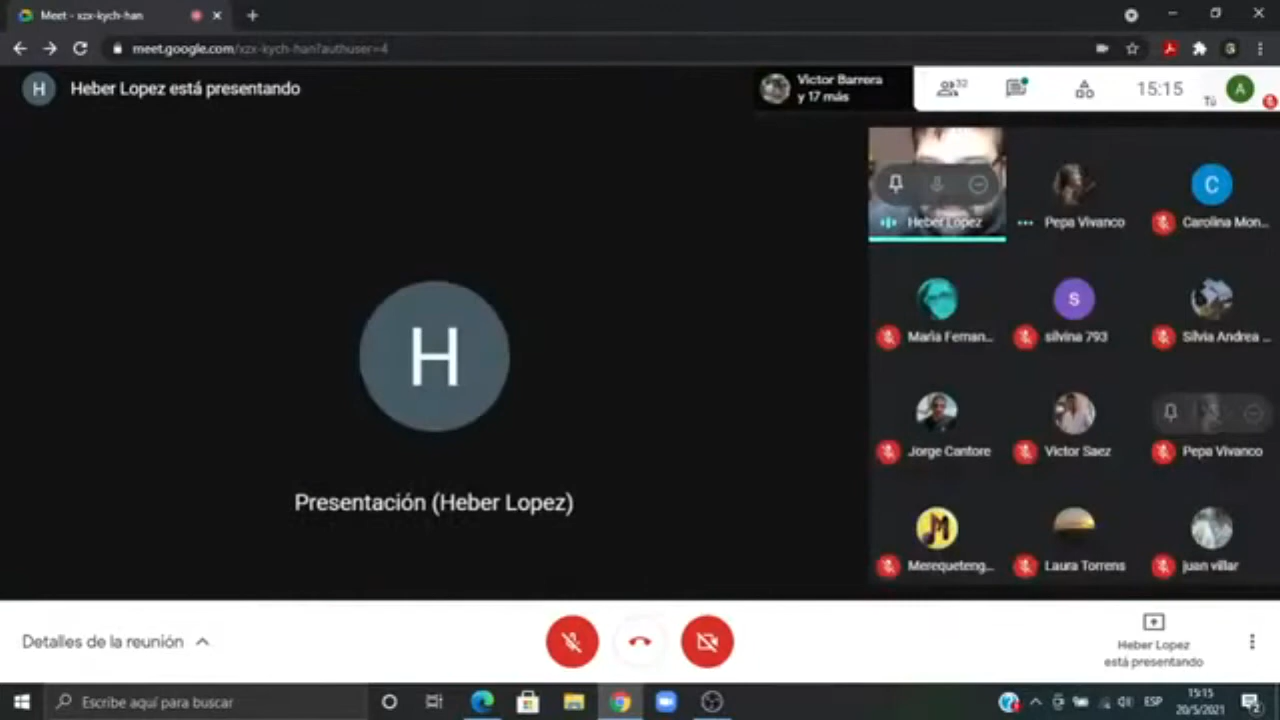 Meet - xzx-kych-han
meet.google.com/xzx-kych-han?authuser=4
H
Heber Lopez está presentando
Victor Barrera
y 17 más
32
15:15
Tú
A
Heber Lopez
Pepa Vivanco
C
Carolina Mon...
Maria Fernan...
s
silvina 793
Silvia Andrea ...
Jorge Cantore
Victor Saez
Pepa Vivanco
M
Merequeteng...
Laura Torrens
juan villar
H
Presentación (Heber Lopez)
Detalles de la reunión
Heber Lopez
está presentando
Escribe aquí para buscar
ESP
15:15
20/5/2021
2